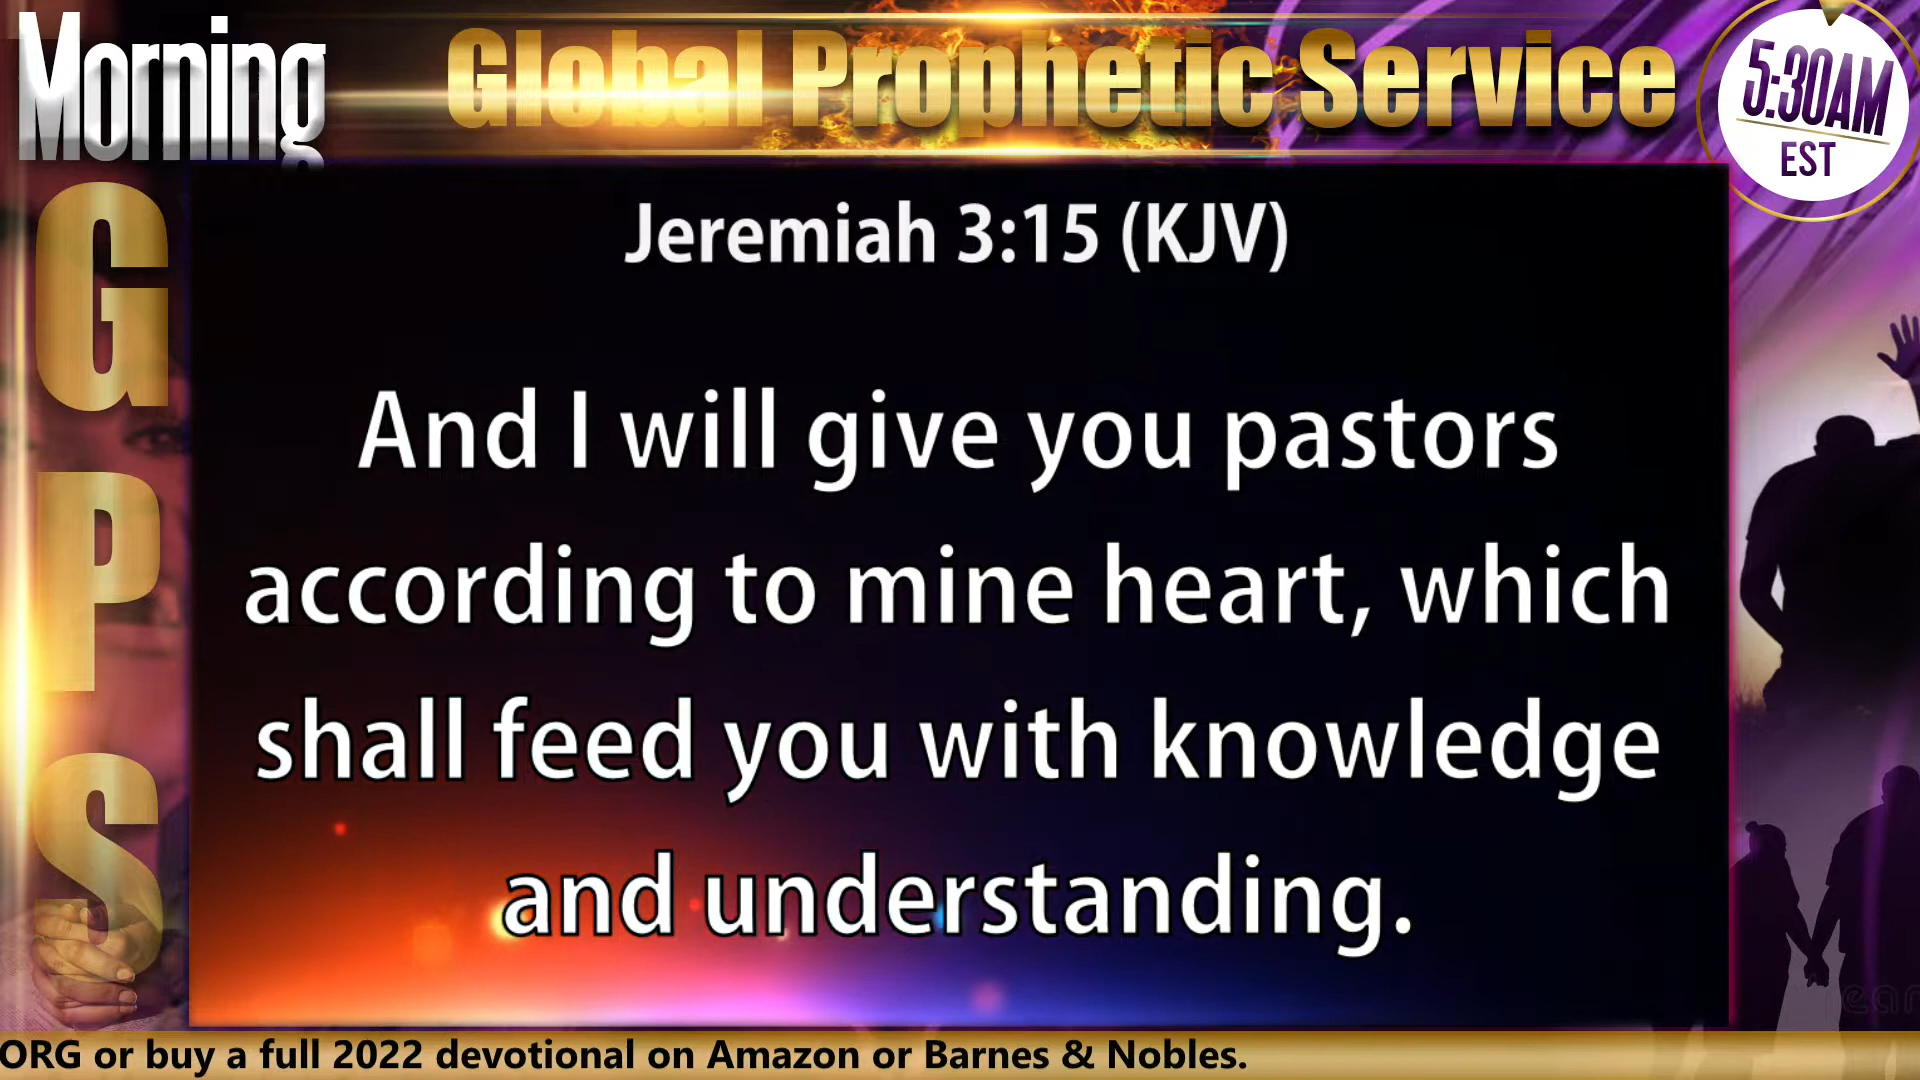 Morning
Global Prophetic Service
5:30AM
EST
G
P
S
Jeremiah 3:15 (KJV)
And I will give you pastors
according to mine heart, which
shall feed you with knowledge
and understanding.
ORG or buy a full 2022 devotional on Amazon or Barnes & Nobles.